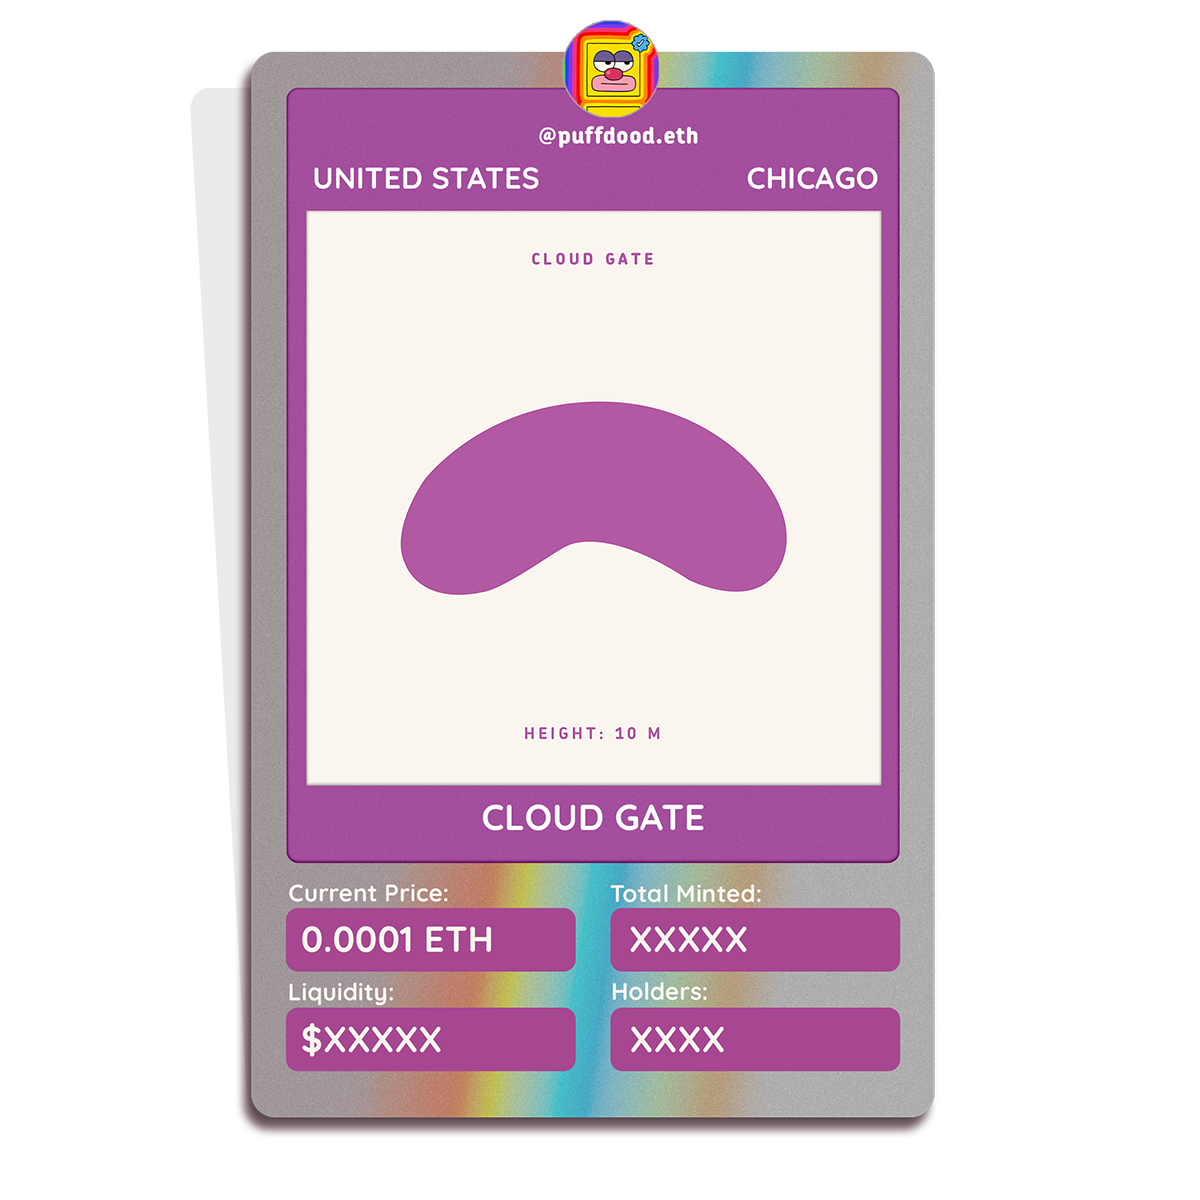 @puffdood.eth
UNITED STATES CHICAGO
CLOUD GATE
HEIGHT: 10 M
CLOUD GATE
Current Price: Total Minted:
0.0001 ETH XXXXX
Liquidity: Holders:
$XXXXX XXXX